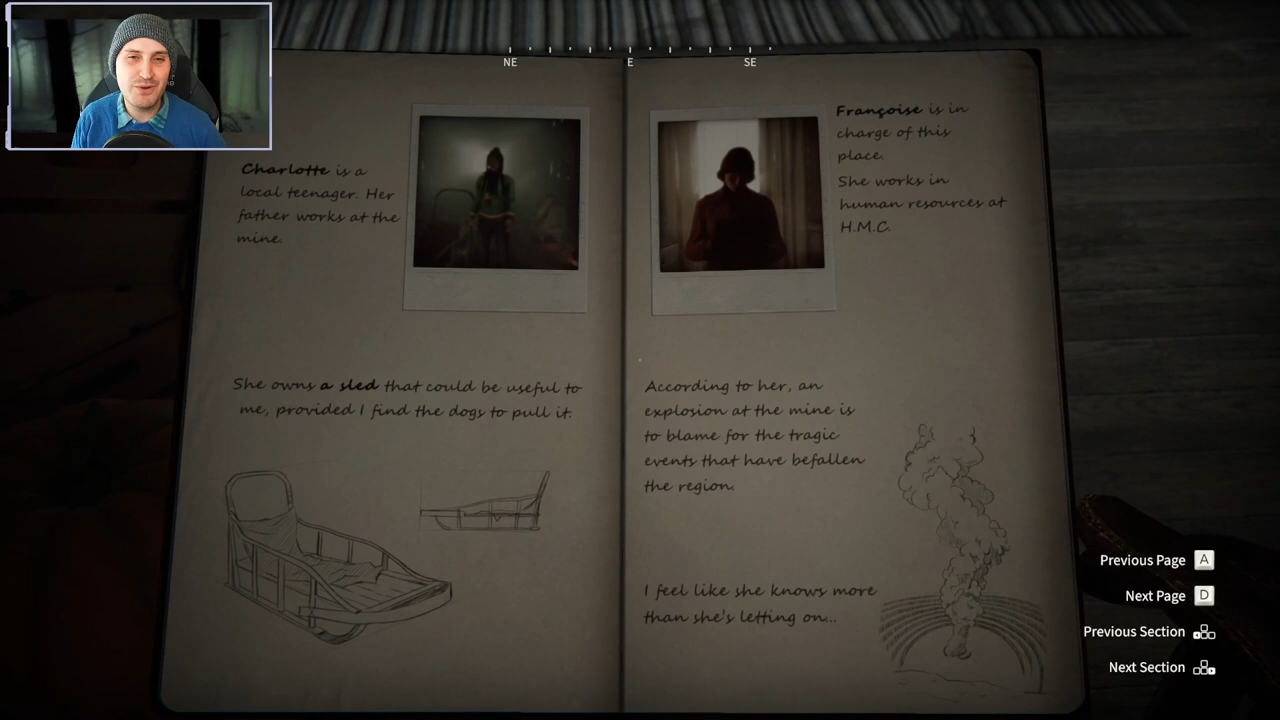 NE E SE
Charlotte is a
local teenager. Her
father works at the
mine.
She owns a sled that could be useful to
me, provided I find the dogs to pull it.
Françoise is in
charge of this
place.
She works in
human resources at
H.M.C.
According to her, an
explosion at the mine is
to blame for the tragic
events that have befallen
the region.
I feel like she knows more
than she's letting on...
Previous Page A
Next Page D
Previous Section
Next Section